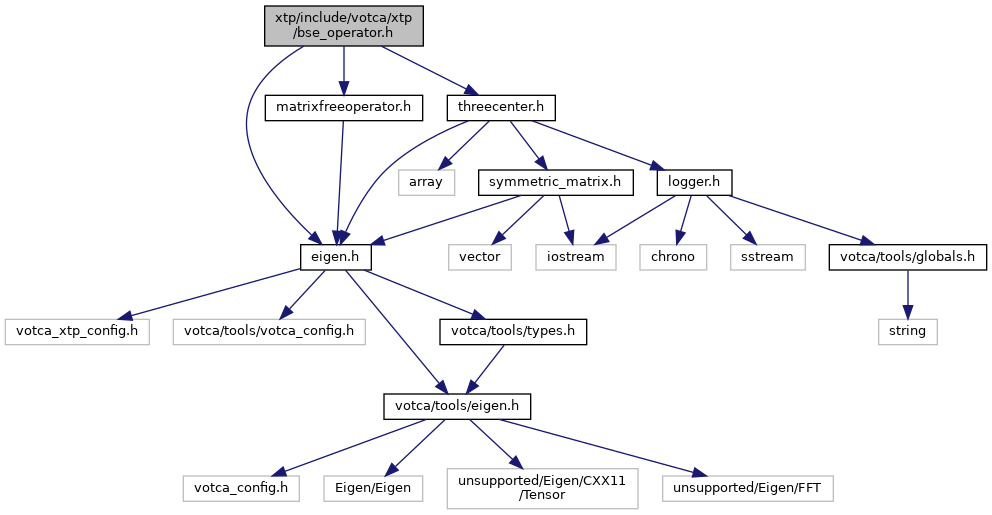 xtp/include/votca/xtp
/bse_operator.h
matrixfreeoperator.h
threecenter.h
array
symmetric_matrix.h
logger.h
eigen.h
vector
iostream
chrono
sstream
votca/tools/globals.h
votca_xtp_config.h
votca/tools/votca_config.h
votca/tools/types.h
string
votca/tools/eigen.h
votca_config.h
Eigen/Eigen
unsupported/Eigen/CXX11
/Tensor
unsupported/Eigen/FFT